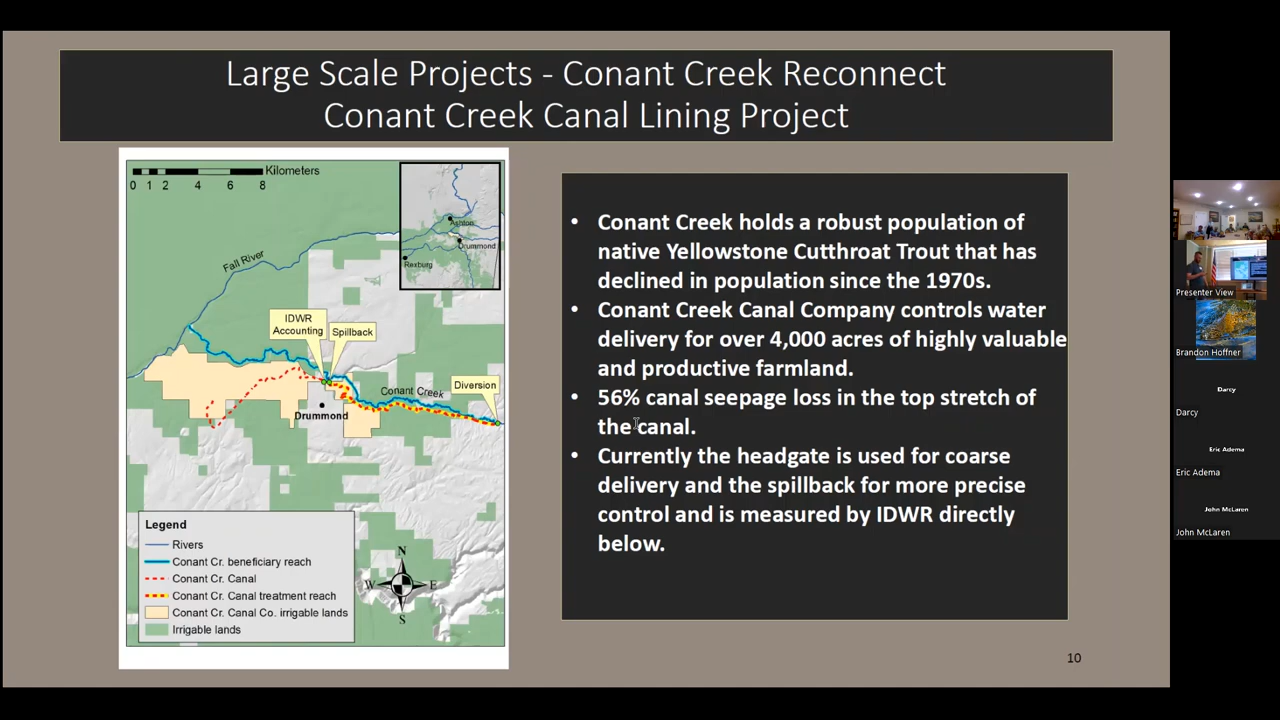 Large Scale Projects - Conant Creek Reconnect
Conant Creek Canal Lining Project
Kilometers
0 1 2 4 6 8
Ashton
Drummond
Rexburg
Fall River
IDWR
Accounting
Spillback
Diversion
Conant Creek
Drummond
Legend
Rivers
Conant Cr. beneficiary reach
Conant Cr. Canal
Conant Cr. Canal treatment reach
Conant Cr. Canal Co. irrigable lands
Irrigable lands
N
W E
S
• Conant Creek holds a robust population of
native Yellowstone Cutthroat Trout that has
declined in population since the 1970s.
• Conant Creek Canal Company controls water
delivery for over 4,000 acres of highly valuable
and productive farmland.
• 56% canal seepage loss in the top stretch of
the canal.
• Currently the headgate is used for coarse
delivery and the spillback for more precise
control and is measured by IDWR directly
below.
10
Presenter View
Brandon Hoffner
Darcy
Darcy
Eric Adema
Eric Adema
John McLaren
John McLaren